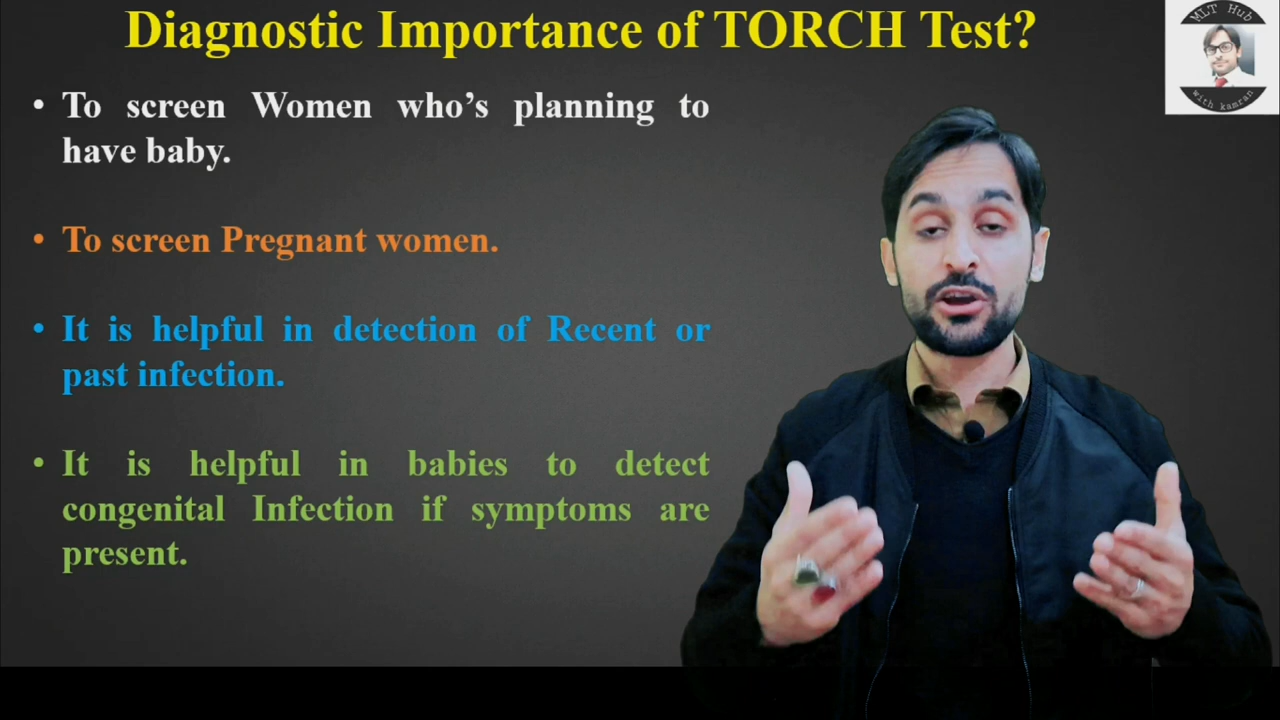 Diagnostic Importance of TORCH Test?
MLT Hub
with kamran
• To screen Women who's planning to
have baby.
• To screen Pregnant women.
• It is helpful in detection of Recent or
past infection.
• It is helpful in babies to detect
congenital Infection if symptoms are
present.